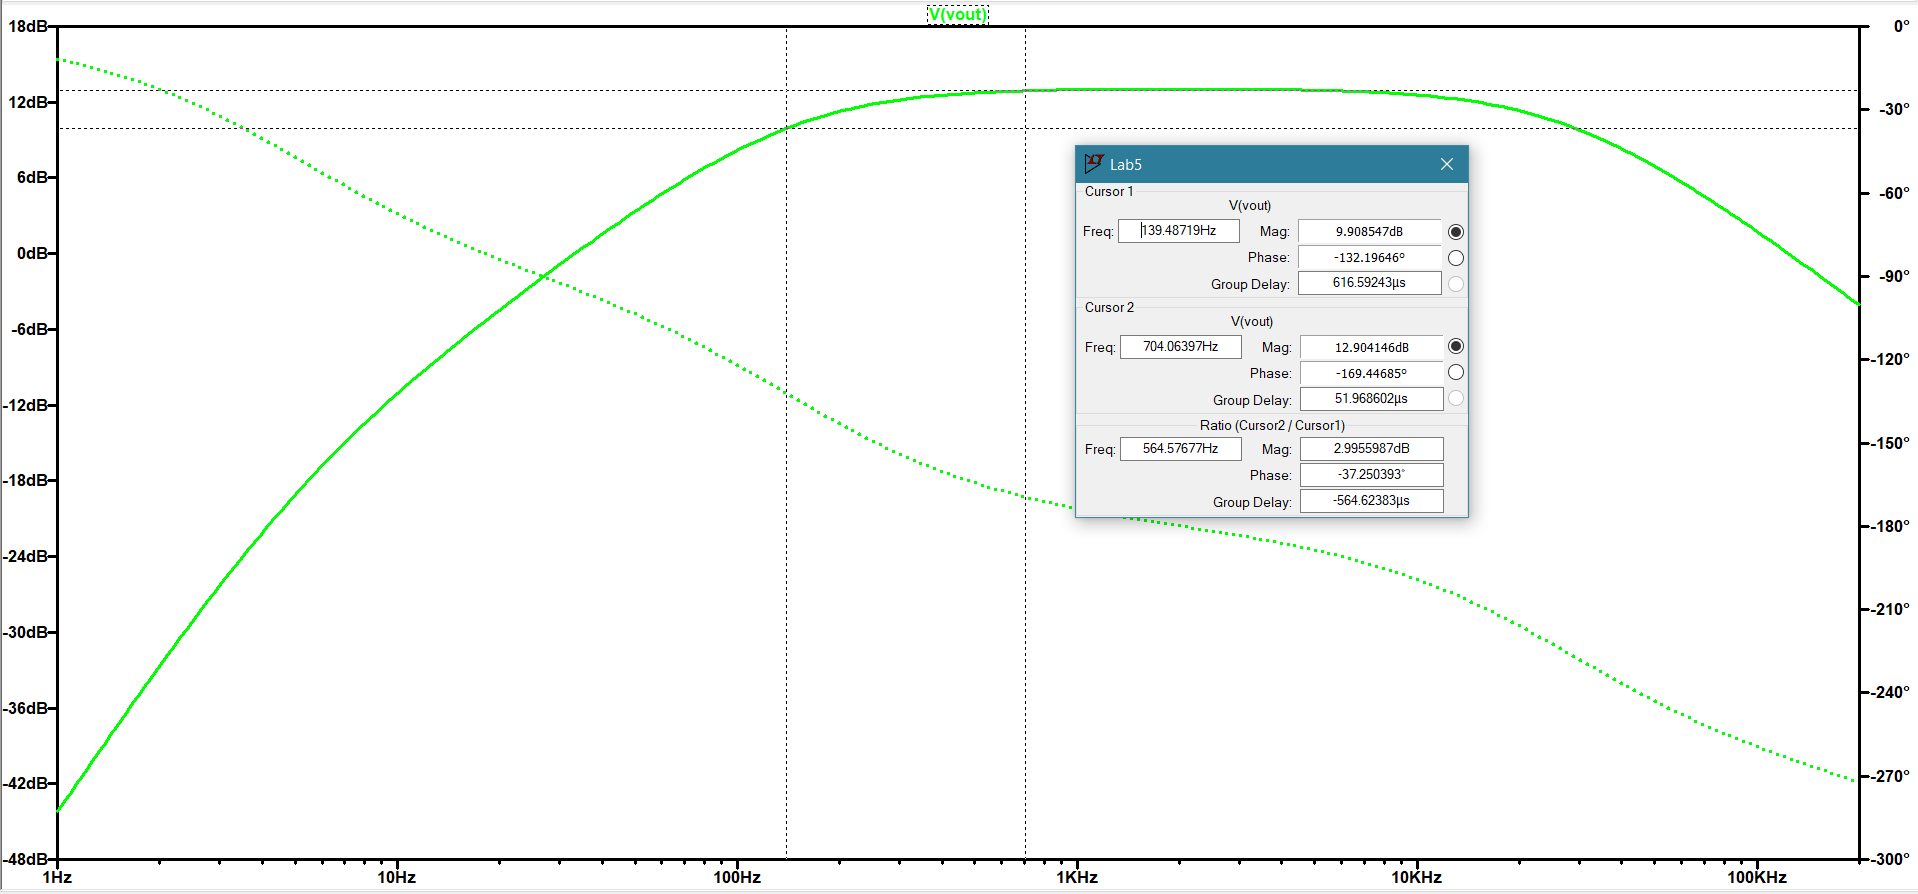 V(vout)
18dB
0°
12dB
-30°
6dB
-60°
0dB
-90°
-6dB
-120°
-12dB
-150°
-18dB
-180°
-24dB
-210°
-30dB
-240°
-36dB
-270°
-42dB
-300°
-48dB
1Hz 10Hz 100Hz 1KHz 10KHz 100KHz
Lab5
Cursor 1
V(vout)
Freq: 139.48719Hz Mag: 9.908547dB
Phase: -132.19646°
Group Delay: 616.59243µs
Cursor 2
V(vout)
Freq: 704.06397Hz Mag: 12.904146dB
Phase: -169.44685°
Group Delay: 51.968602µs
Ratio (Cursor2 / Cursor1)
Freq: 564.57677Hz Mag: 2.9955987dB
Phase: -37.250393°
Group Delay: -564.62383µs